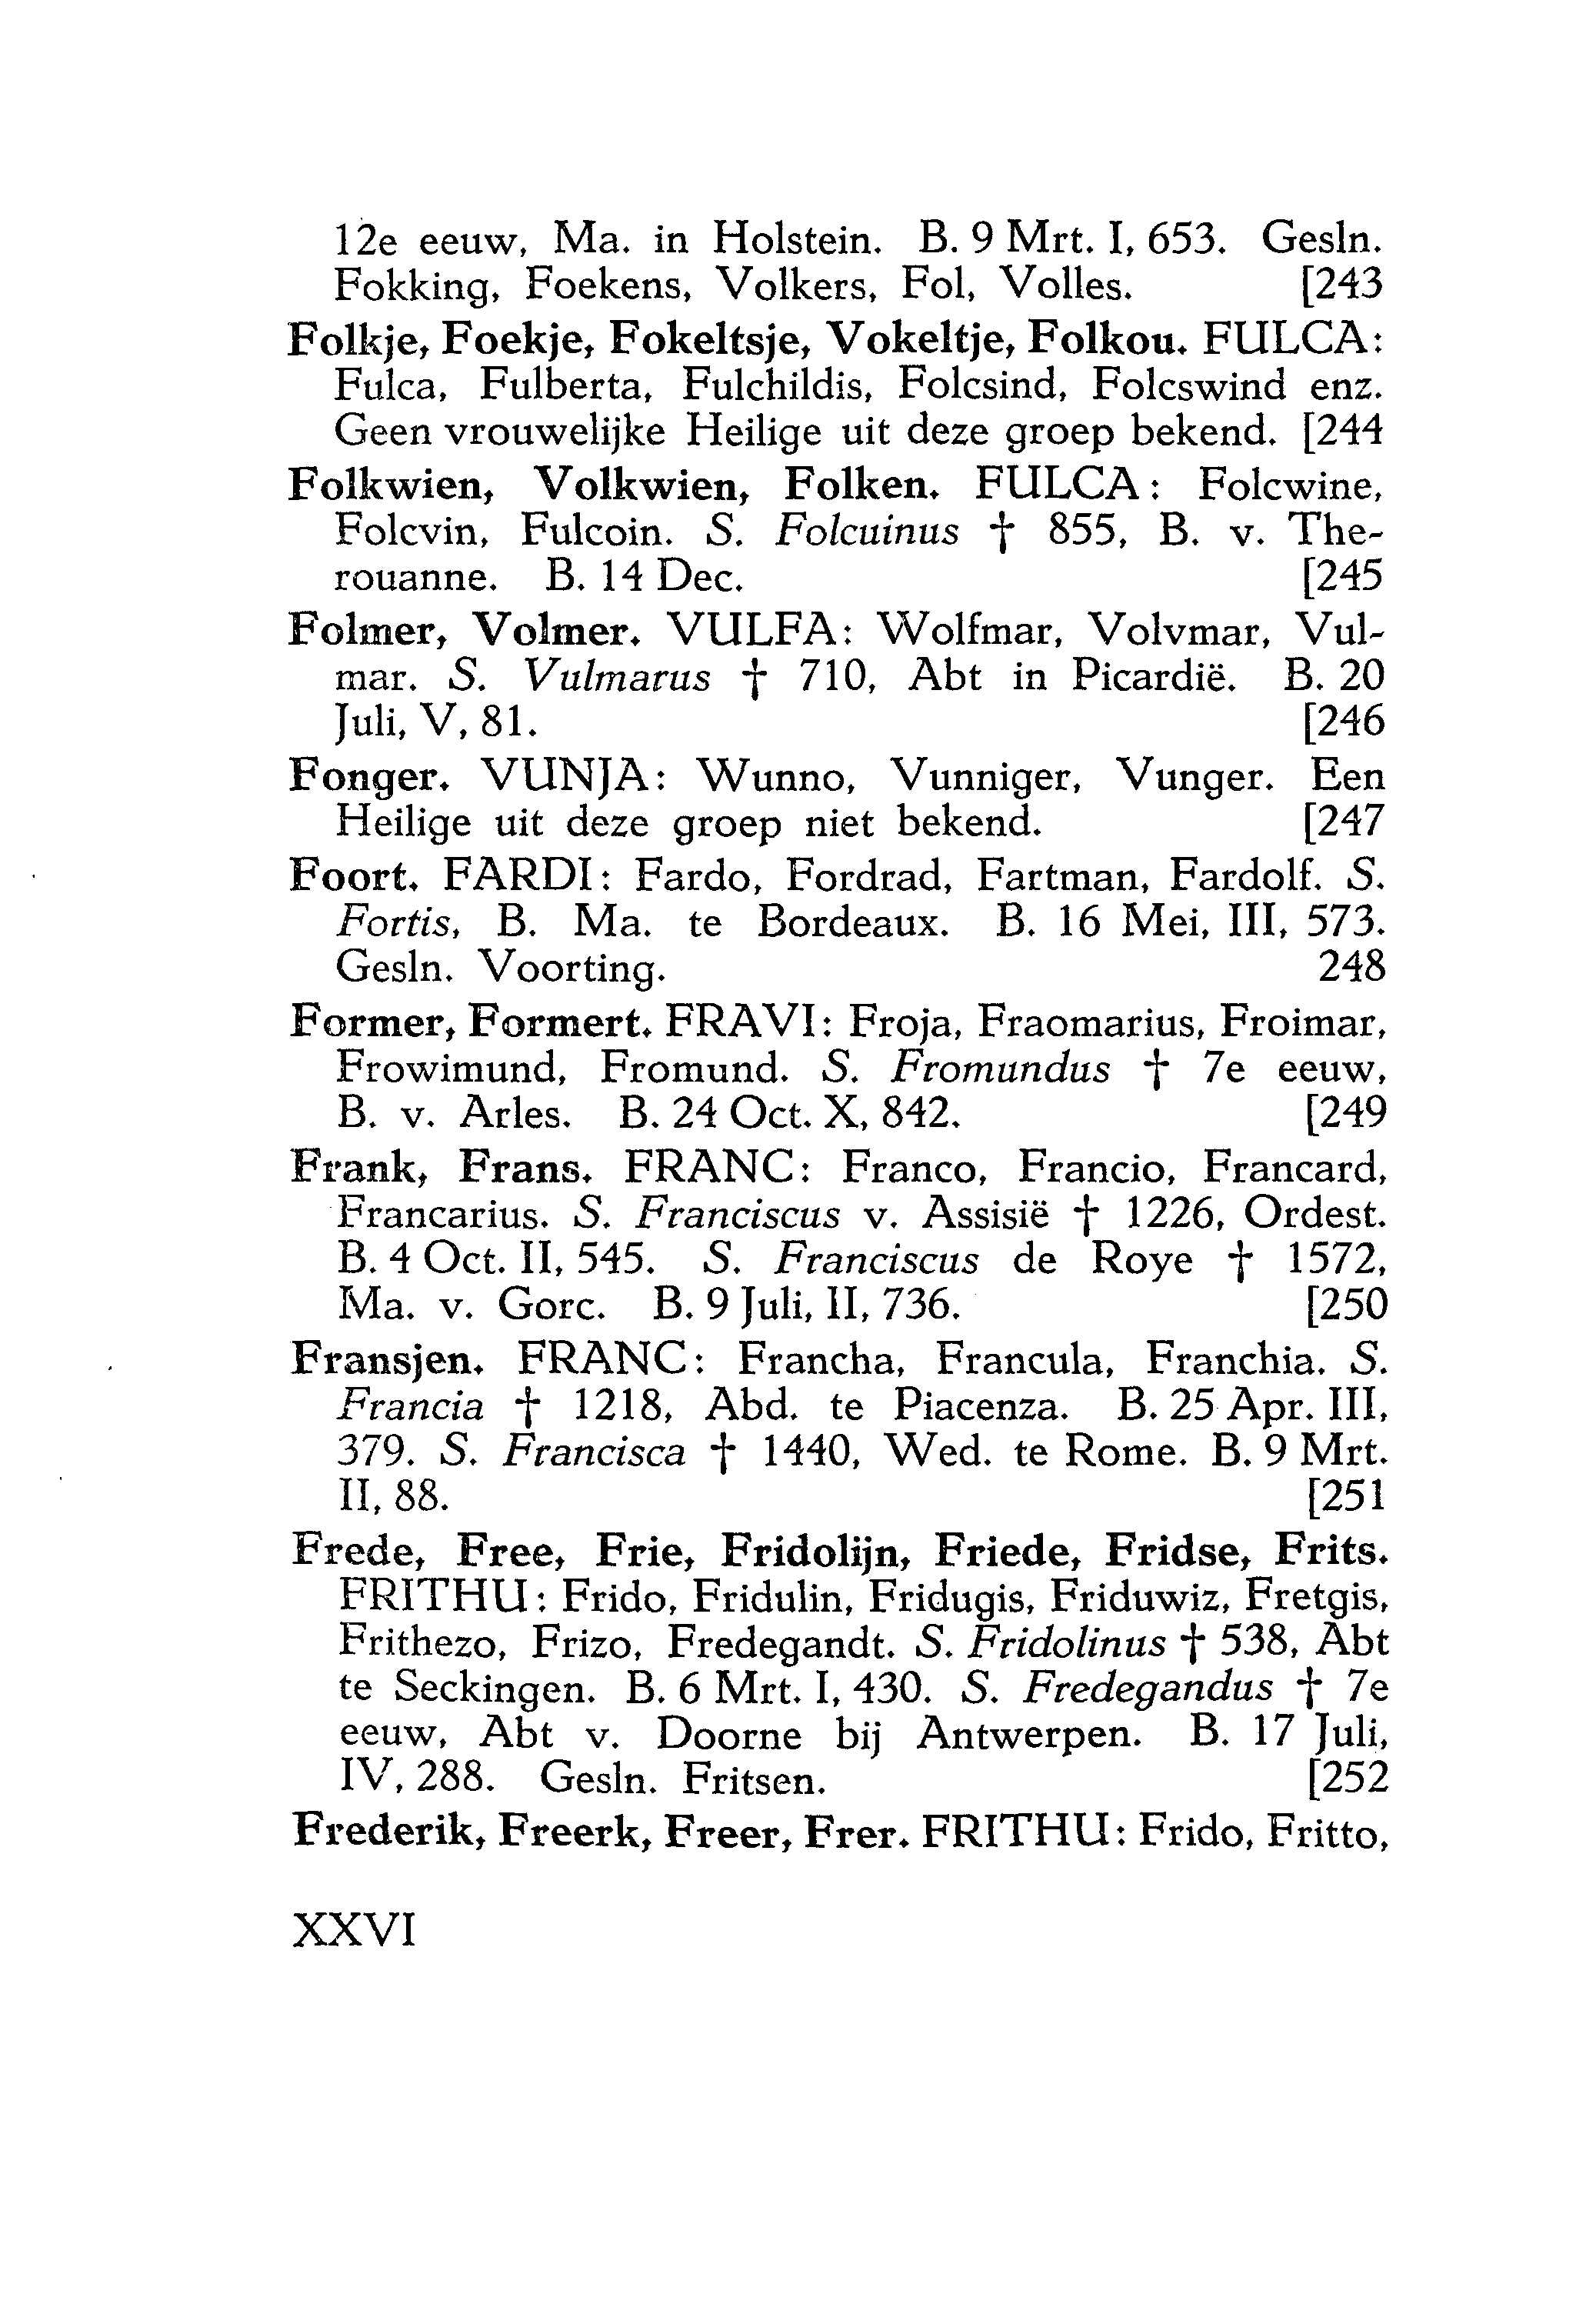 12e eeuw, Ma. in Holstein. B. 9 Mrt. I, 653. Gesln.
Fokking, Foekens, Volkers, Fol, Volles. [243
Folkje, Foekje, Fokeltsje, Vokeltje, Folkou. FULCA:
Fulca, Fulberta, Fulchildis, Folcsind, Folcswind enz.
Geen vrouwelijke Heilige uit deze groep bekend. [244
Folkwien, Volkwien, Folken. FULCA: Folcwine,
Folcvin, Fulcoin. S. Folcuinus † 855, B. v. The-
rouanne. B. 14 Dec. [245
Folmer, Volmer. VULFA: Wolfmar, Volvmar, Vul-
mar. S. Vulmarus † 710, Abt in Picardië. B. 20
Juli, V, 81. [246
Fonger. VUNJA: Wunno, Vunniger, Vunger. Een
Heilige uit deze groep niet bekend. [247
Foort. FARDI: Fardo, Fordrad, Fartman, Fardolf. S.
Fortis, B. Ma. te Bordeaux. B. 16 Mei, III, 573.
Gesln. Voorting. 248
Former, Formert. FRAVI: Froja, Fraomarius, Froimar,
Frowimund, Fromund. S. Fromundus † 7e eeuw,
B. v. Arles. B. 24 Oct. X, 842. [249
Frank, Frans. FRANC: Franco, Francio, Francard,
Francarius. S. Franciscus v. Assisië † 1226, Ordest.
B. 4 Oct. II, 545. S. Franciscus de Roye † 1572,
Ma. v. Gorc. B. 9 Juli, II, 736. [250
Fransjen. FRANC: Francha, Francula, Franchia. S.
Francia † 1218, Abd. te Piacenza. B. 25 Apr. III,
379. S. Francisca † 1440, Wed. te Rome. B. 9 Mrt.
II, 88. [251
Frede, Free, Frie, Fridolijn, Friede, Fridse, Frits.
FRITHU: Frido, Fridulin, Fridugis, Friduwiz, Fretgis,
Frithezo, Frizo, Fredegandt. S. Fridolinus † 538, Abt
te Seckingen. B. 6 Mrt. I, 430. S. Fredegandus † 7e
eeuw, Abt v. Doorne bij Antwerpen. B. 17 Juli,
IV, 288. Gesln. Fritsen. [252
Frederik, Freerk, Freer, Frer. FRITHU: Frido, Fritto,
XXVI